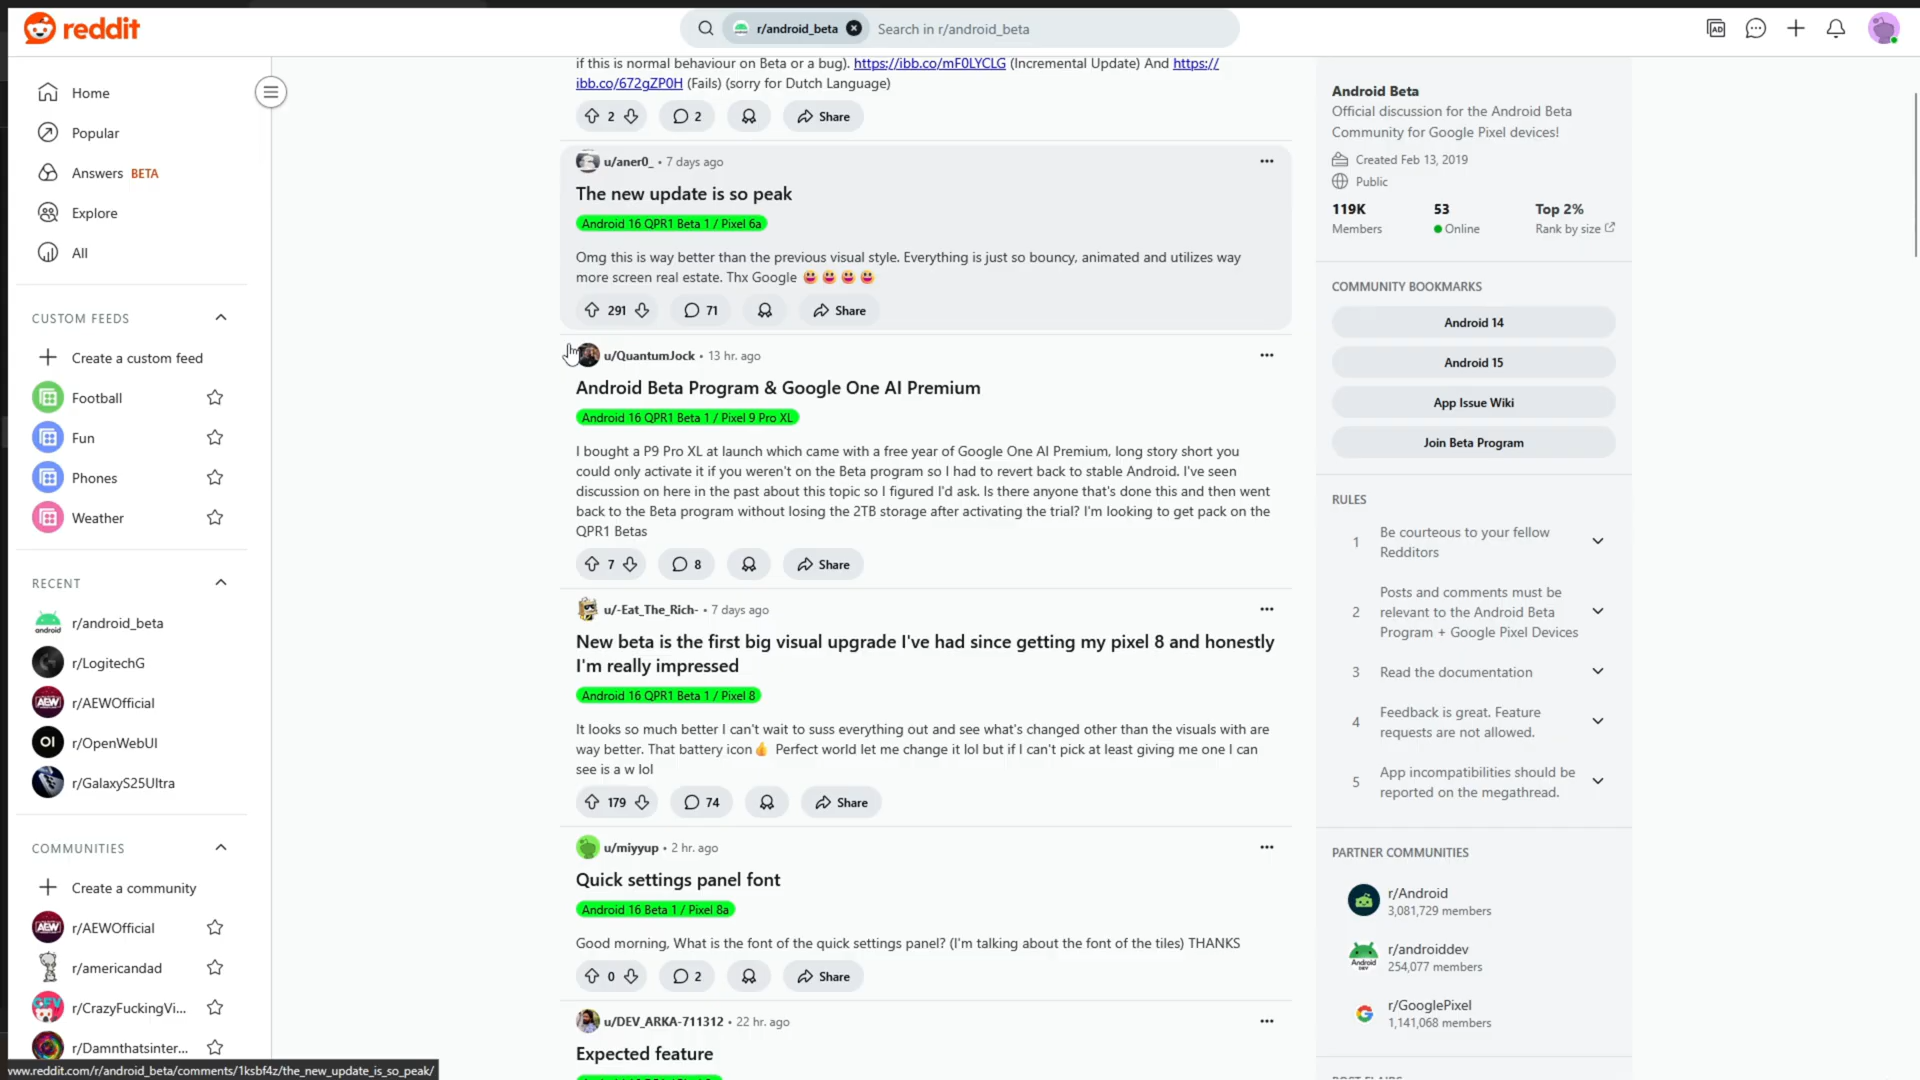 reddit
r/android_beta
Search in r/android_beta
AD
Home
Popular
Answers BETA
Explore
All
CUSTOM FEEDS
Create a custom feed
Football
Fun
Phones
Weather
RECENT
r/android_beta
r/LogitechG
r/AEWOfficial
r/OpenWebUI
r/GalaxyS25Ultra
COMMUNITIES
Create a community
r/AEWOfficial
r/americandad
r/CrazyFuckingVi...
r/Damnthatsinter...
www.reddit.com/r/android_beta/comments/1ksbf4z/the_new_update_is_so_peak/
if this is normal behaviour on Beta or a bug). https://ibb.co/mF0LYCLG (Incremental Update) And https://
ibb.co/672gZP0H (Fails) (sorry for Dutch Language)
2 2 Share
u/aner0_ • 7 days ago
The new update is so peak
Android 16 QPR1 Beta 1 / Pixel 6a
Omg this is way better than the previous visual style. Everything is just so bouncy, animated and utilizes way
more screen real estate. Thx Google 😃 😃 😃 😃
291 71 Share
u/QuantumJock • 13 hr. ago
Android Beta Program & Google One AI Premium
Android 16 QPR1 Beta 1 / Pixel 9 Pro XL
I bought a P9 Pro XL at launch which came with a free year of Google One AI Premium, long story short you
could only activate it if you weren't on the Beta program so I had to revert back to stable Android. I've seen
discussion on here in the past about this topic so I figured I'd ask. Is there anyone that's done this and then went
back to the Beta program without losing the 2TB storage after activating the trial? I'm looking to get pack on the
QPR1 Betas
7 8 Share
u/-Eat_The_Rich- • 7 days ago
New beta is the first big visual upgrade I've had since getting my pixel 8 and honestly
I'm really impressed
Android 16 QPR1 Beta 1 / Pixel 8
It looks so much better I can't wait to suss everything out and see what's changed other than the visuals with are
way better. That battery icon👍 Perfect world let me change it lol but if I can't pick at least giving me one I can
see is a w lol
179 74 Share
u/miyyup • 2 hr. ago
Quick settings panel font
Android 16 Beta 1 / Pixel 8a
Good morning, What is the font of the quick settings panel? (I'm talking about the font of the tiles) THANKS
0 2 Share
u/DEV_ARKA-711312 • 22 hr. ago
Expected feature
Android Beta
Official discussion for the Android Beta
Community for Google Pixel devices!
Created Feb 13, 2019
Public
119K 53 Top 2%
Members Online Rank by size
COMMUNITY BOOKMARKS
Android 14
Android 15
App Issue Wiki
Join Beta Program
RULES
1 Be courteous to your fellow
Redditors
2 Posts and comments must be
relevant to the Android Beta
Program + Google Pixel Devices
3 Read the documentation
4 Feedback is great. Feature
requests are not allowed.
5 App incompatibilities should be
reported on the megathread.
PARTNER COMMUNITIES
r/Android
3,081,729 members
r/androiddev
254,077 members
r/GooglePixel
1,141,068 members